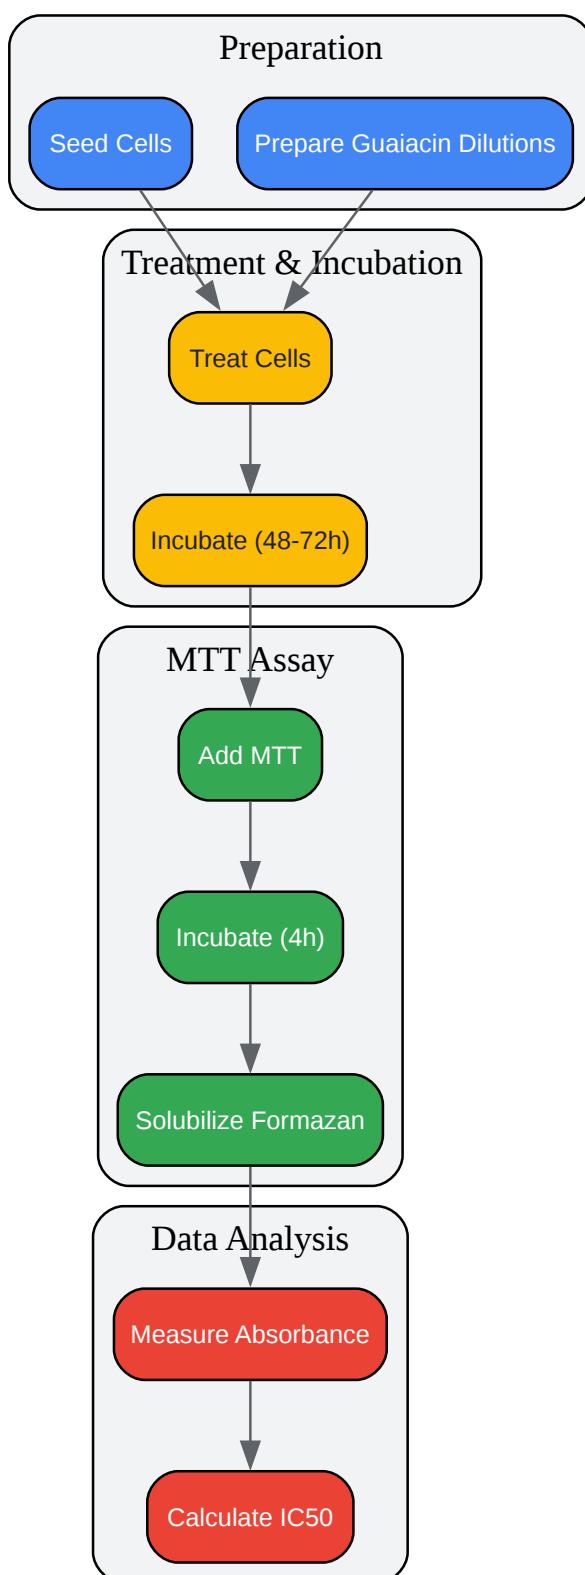 Preparation
Seed Cells
Prepare Guaiacin Dilutions
Treatment & Incubation
Treat Cells
Incubate (48-72h)
MTT Assay
Add MTT
Incubate (4h)
Solubilize Formazan
Data Analysis
Measure Absorbance
Calculate IC50